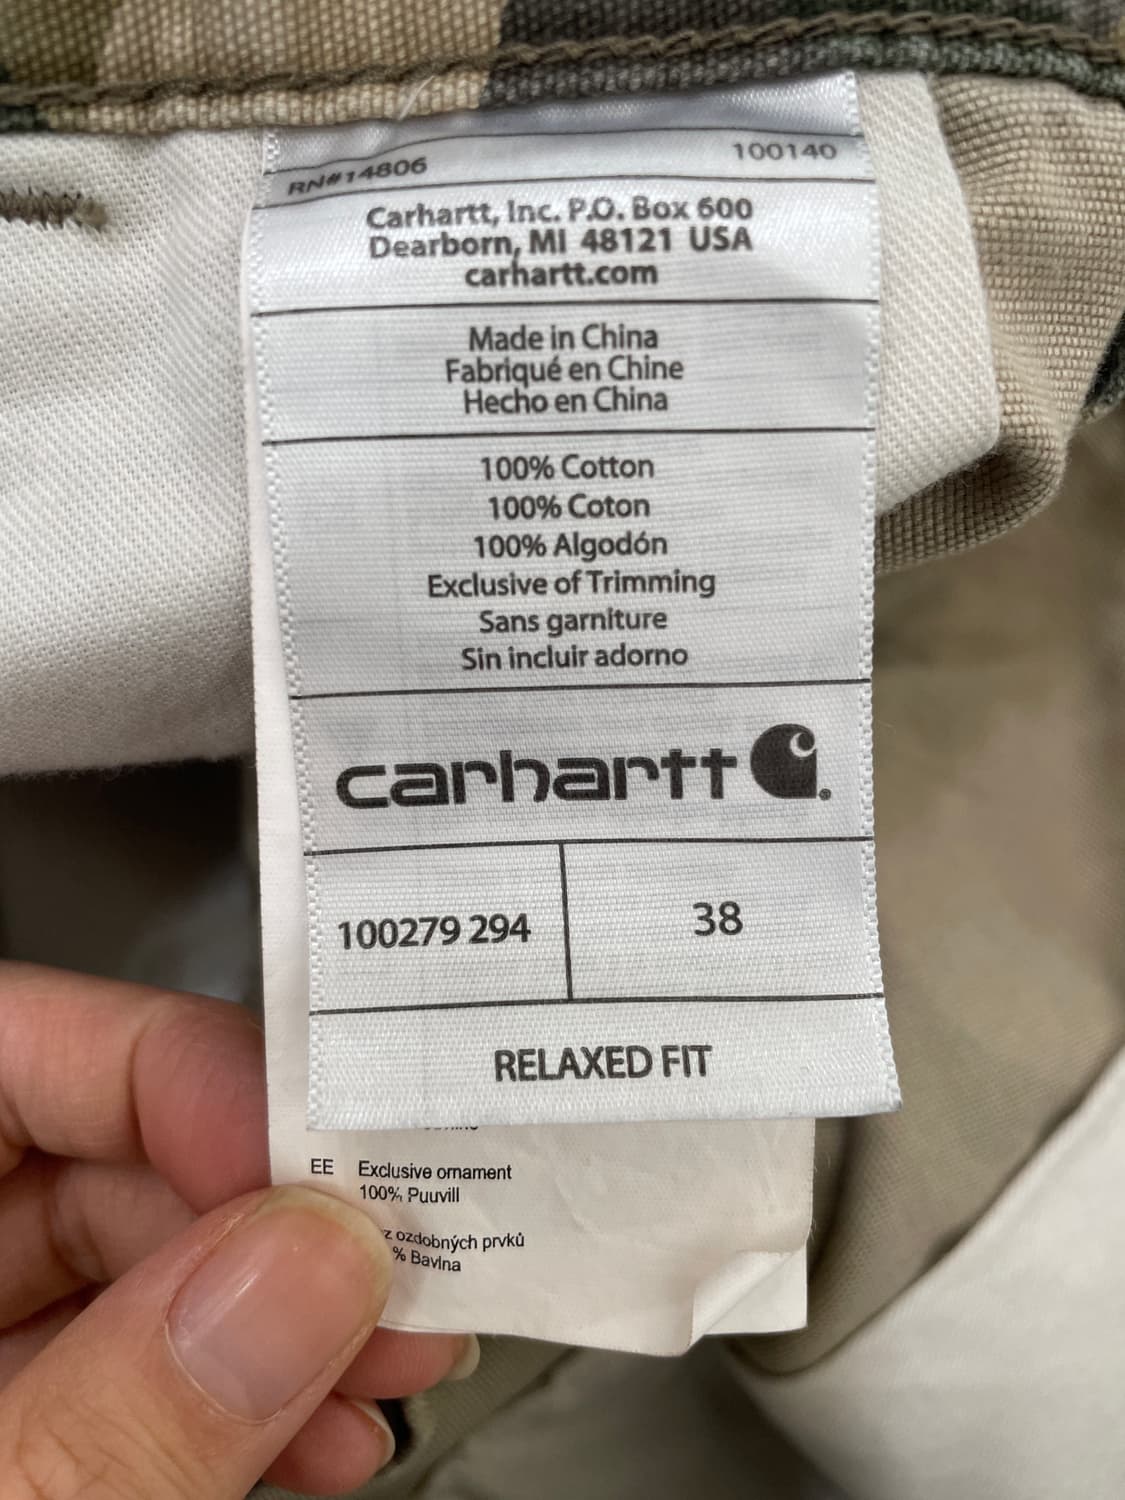 RN#14806 100140
Carhartt, Inc. P.O. Box 600
Dearborn, MI 48121 USA
carhartt.com
Made in China
Fabriqué en Chine
Hecho en China
100% Cotton
100% Coton
100% Algodón
Exclusive of Trimming
Sans garniture
Sin incluir adorno
carhartt
100279 294 38
RELAXED FIT
EE Exclusive ornament
100% Puuvill
z ozdobných prvků
% Bavlna